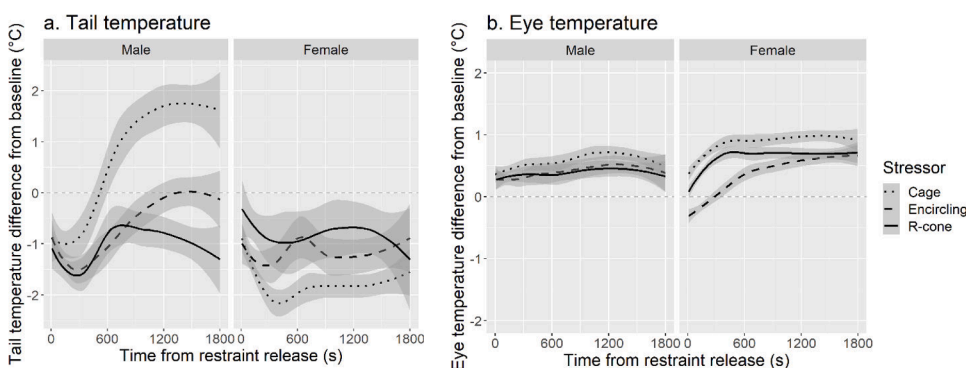 a. Tail temperature
Male
Female
Tail temperature difference from baseline (°C)
2
1
0
-1
-2
0
600
1200
1800
0
600
1200
1800
Time from restraint release (s)
b. Eye temperature
Male
Female
Eye temperature difference from baseline (°C)
2
1
0
-1
-2
0
600
1200
1800
0
600
1200
1800
Time from restraint release (s)
Stressor
Cage
Encircling
R-cone